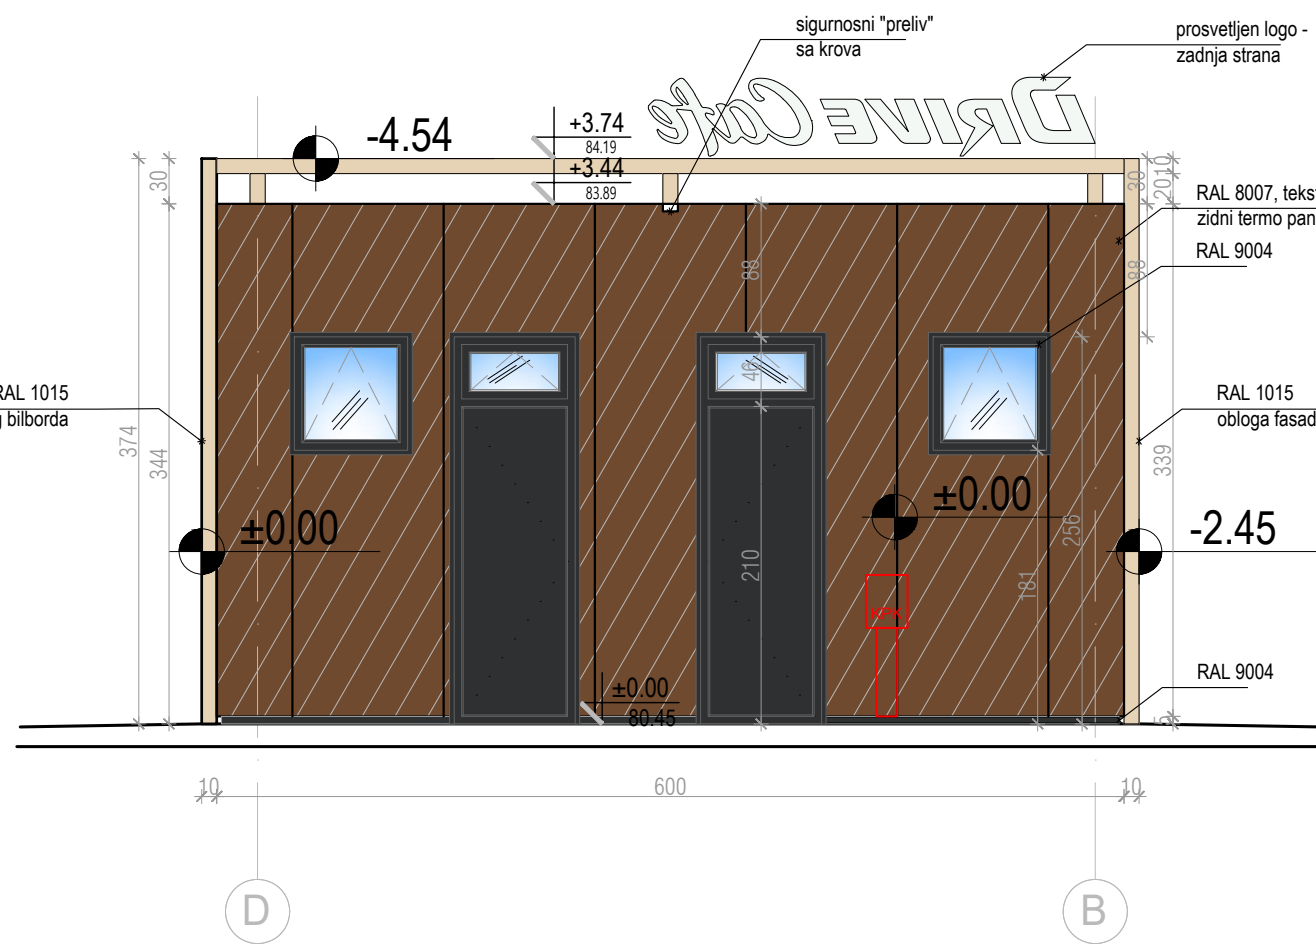 sigurnosni "preliv"
sa krova
prosvetljen logo -
zadnja strana
DRIVE Cafe
-4.54
+3.74
84.19
+3.44
83.89
30
30
10
20
RAL 8007, teks
zidni termo pan
RAL 9004
88
88
46
RAL 1015
g bilborda
RAL 1015
obloga fasad
374
344
339
±0.00
±0.00
-2.45
256
210
181
KPK
RAL 9004
±0.00
80.45
5
10
600
10
D
B